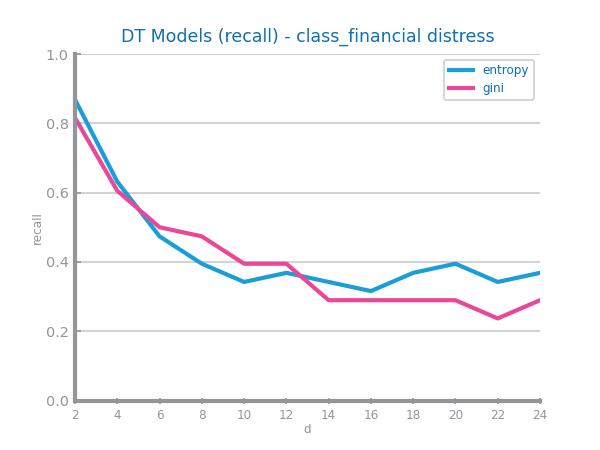 DT Models (recall) - class_financial distress
1.0
0.8
0.6
0.4
0.2
0.0
recall
entropy
gini
2 4 6 8 10 12 14 16 18 20 22 24
d